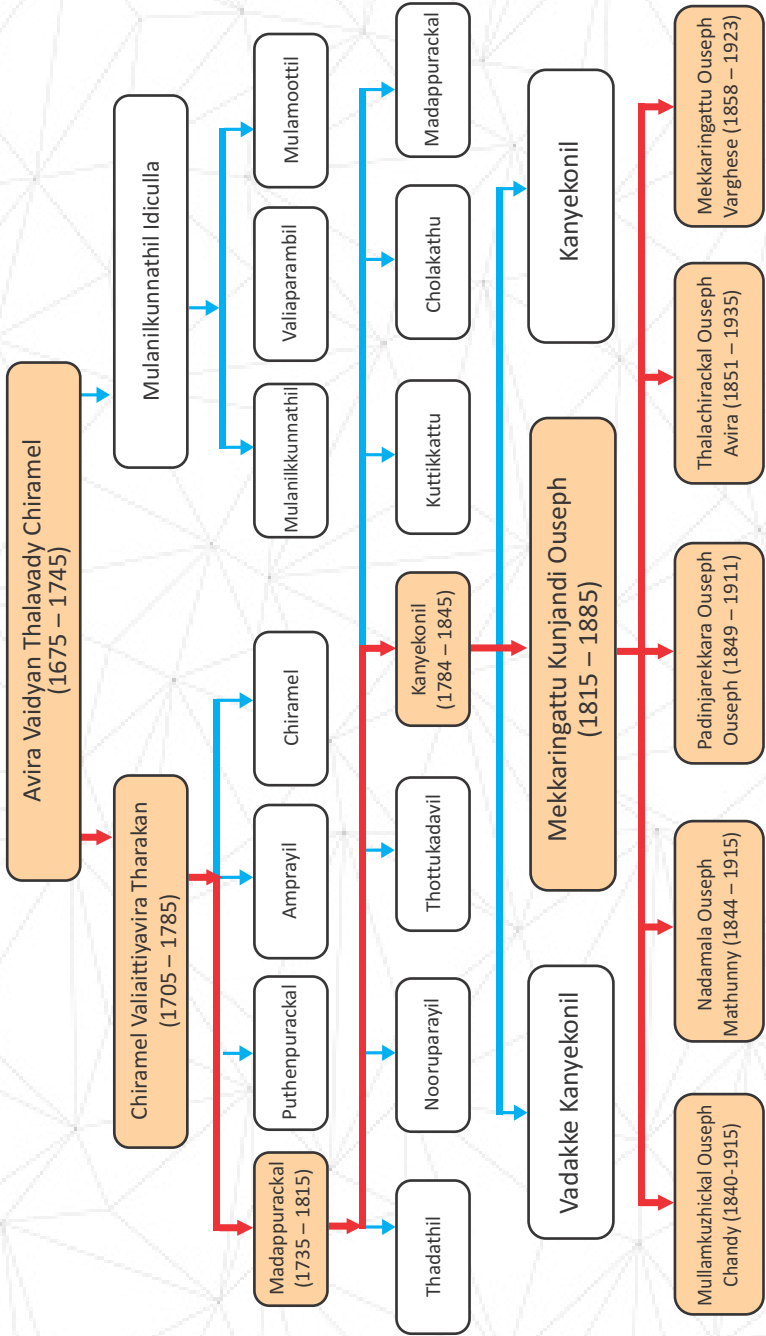 Avira Vaidyan Thalavady Chiramel
(1675 – 1745)
Chiramel Valiaittiyavira Tharakan
(1705 – 1785)
Mulanilkunnathil Idiculla
Madappurackal
(1735 – 1815)
Puthenpurackal
Amprayil
Chiramel
Mulanilkkunnathil
Valiaparambil
Mulamoottil
Thadathil
Nooruparayil
Thottukadavil
Kanyekonil
(1784 – 1845)
Kuttikkattu
Cholakathu
Madappurackal
Vadakke Kanyekonil
Mekkaringattu Kunjandi Ouseph
(1815 – 1885)
Kanyekonil
Mullamkuzhickal Ouseph
Chandy (1840-1915)
Nadamala Ouseph
Mathunny (1844 – 1915)
Padinjarekkara Ouseph
Ouseph (1849 – 1911)
Thalachirackal Ouseph
Avira (1851 – 1935)
Mekkaringattu Ouseph
Varghese (1858 – 1923)